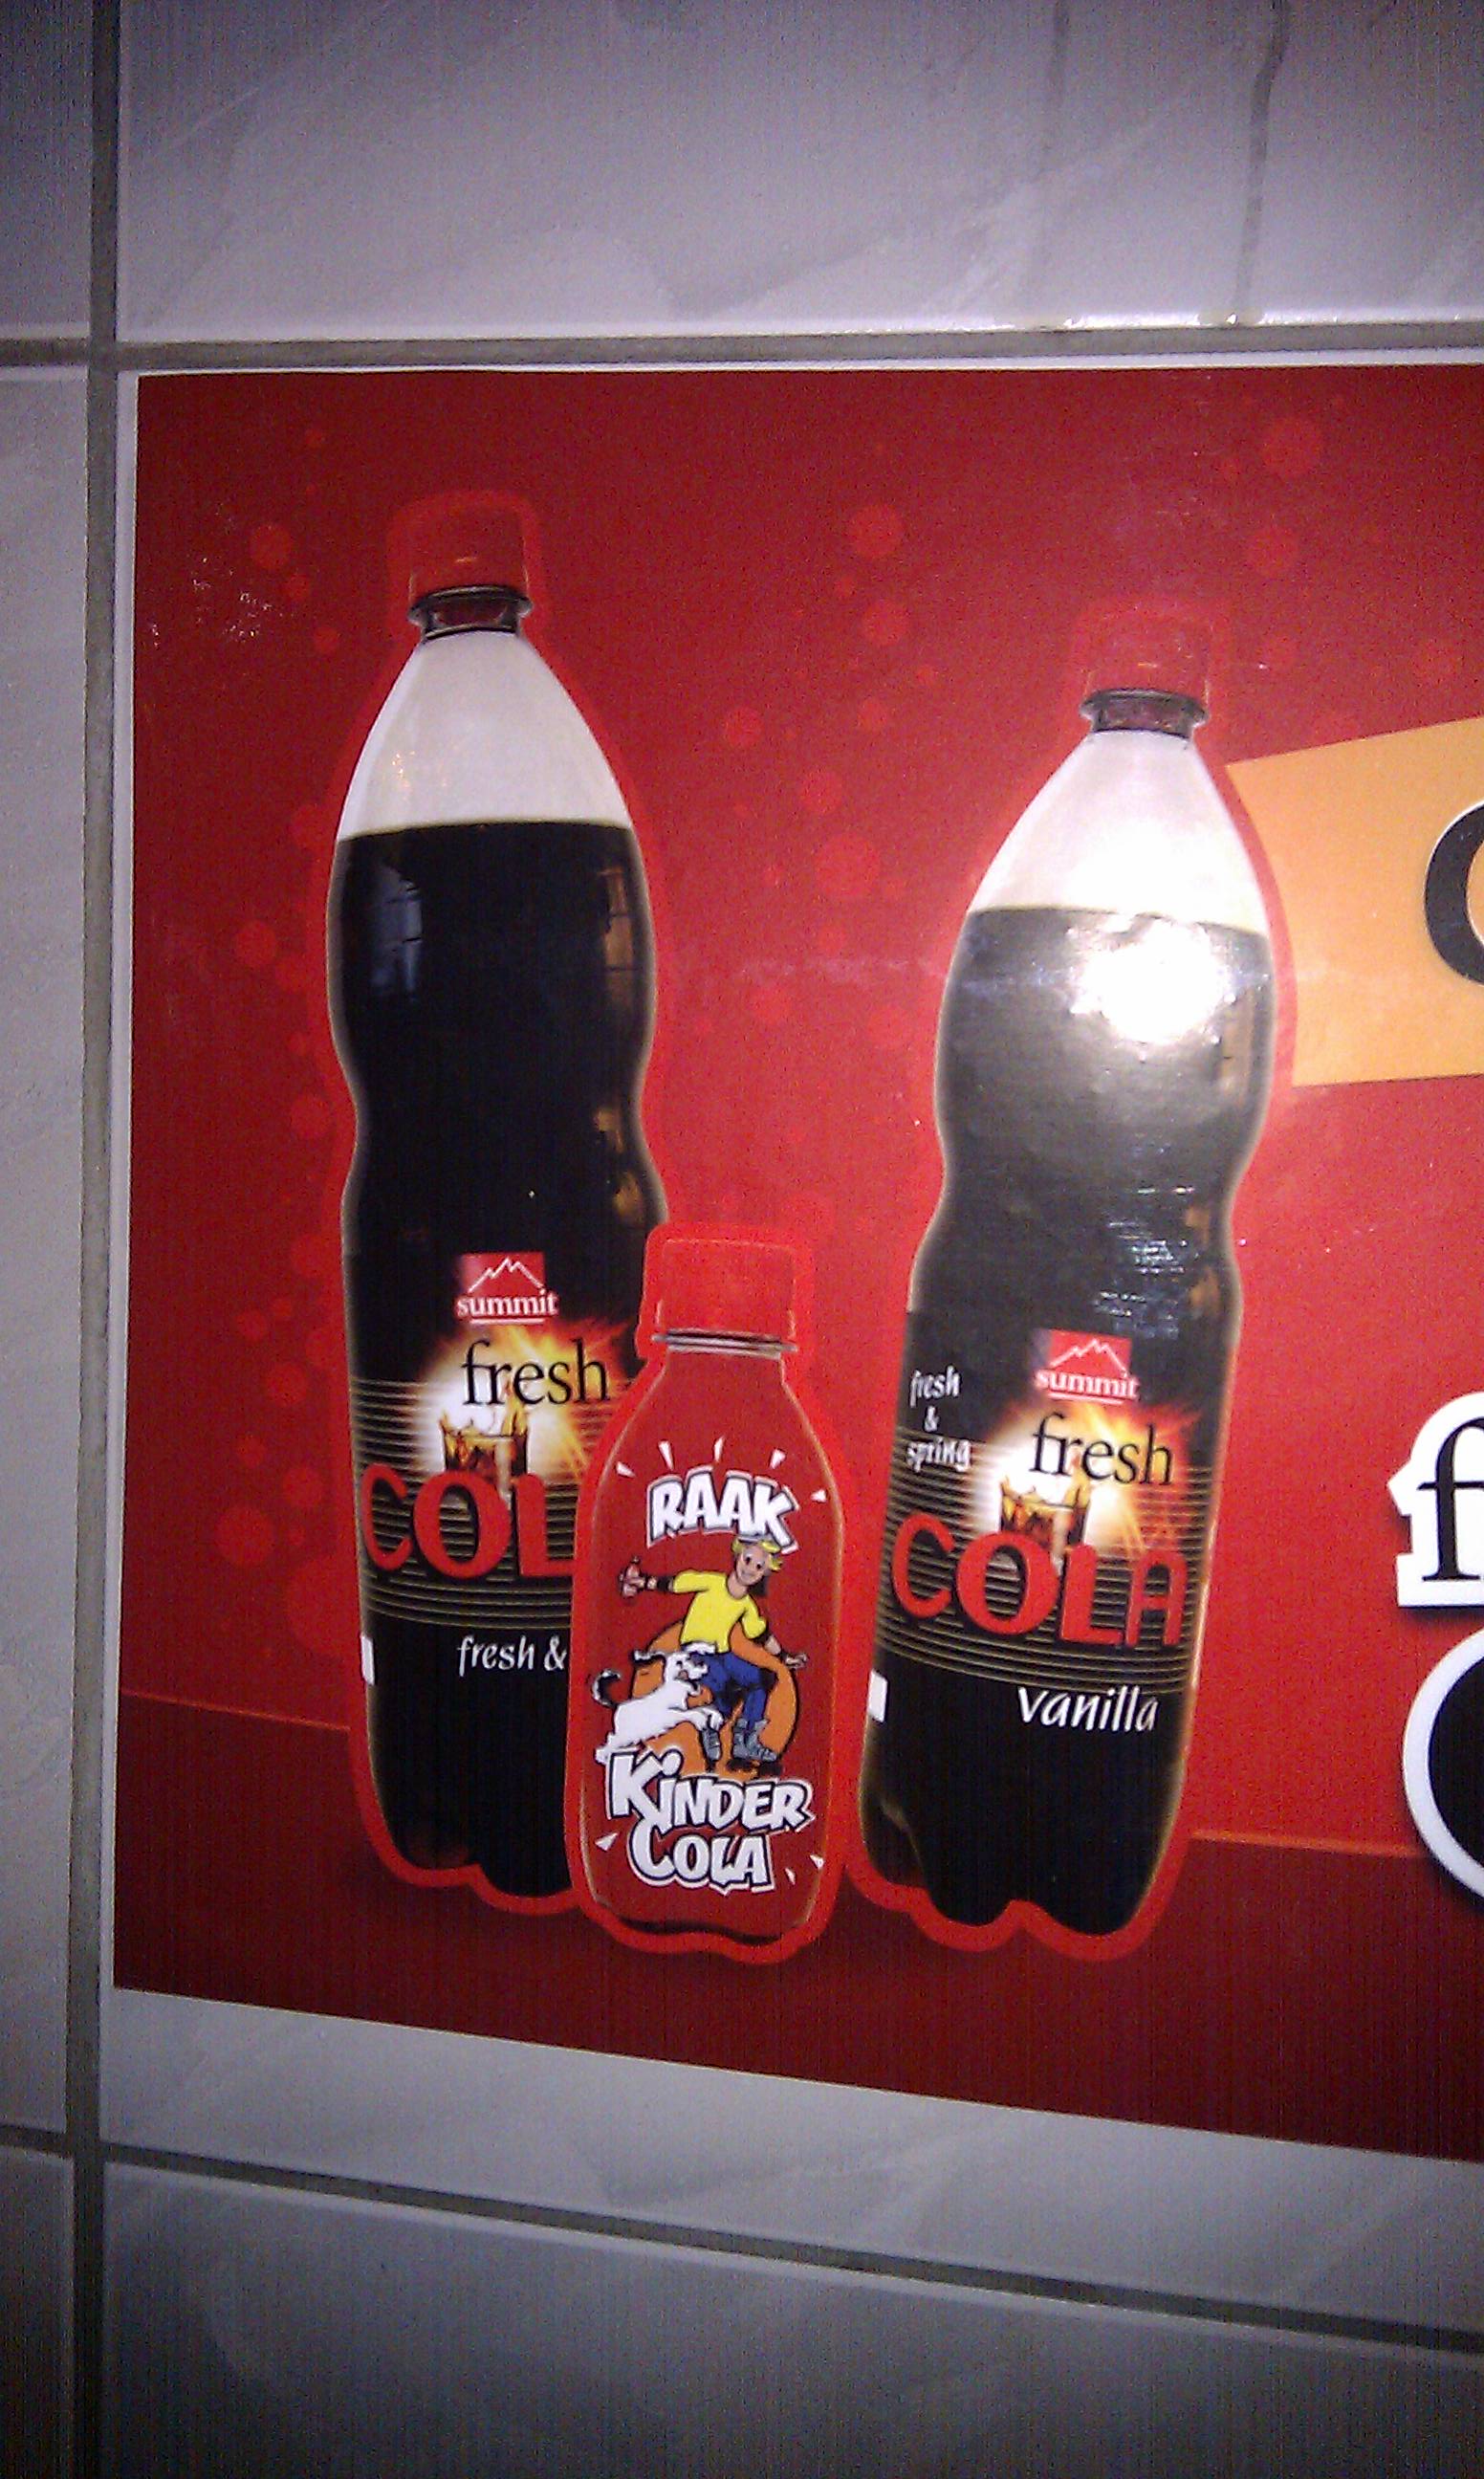 summit
fresh
COL
fresh &
RAAK
KINDER
COLA
summit
fresh
&
spring
fresh
COLA
vanilla
f